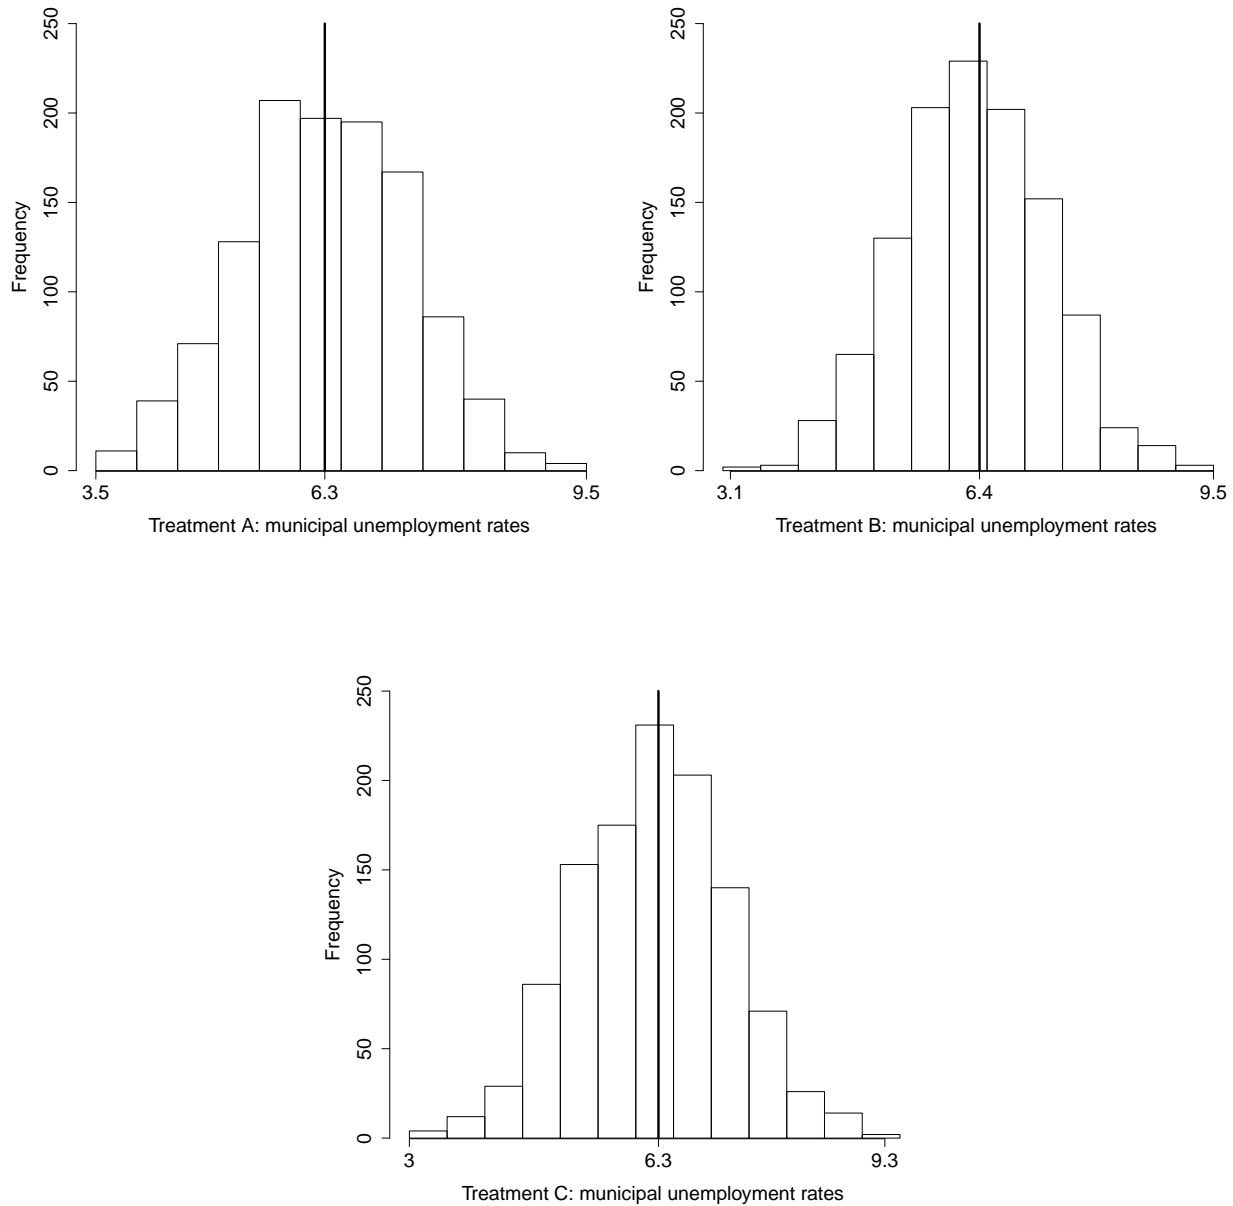 250
200
150
100
50
0
Frequency
3.5 6.3 9.5
Treatment A: municipal unemployment rates
250
200
150
100
50
0
Frequency
3.1 6.4 9.5
Treatment B: municipal unemployment rates
250
200
150
100
50
0
Frequency
3 6.3 9.3
Treatment C: municipal unemployment rates